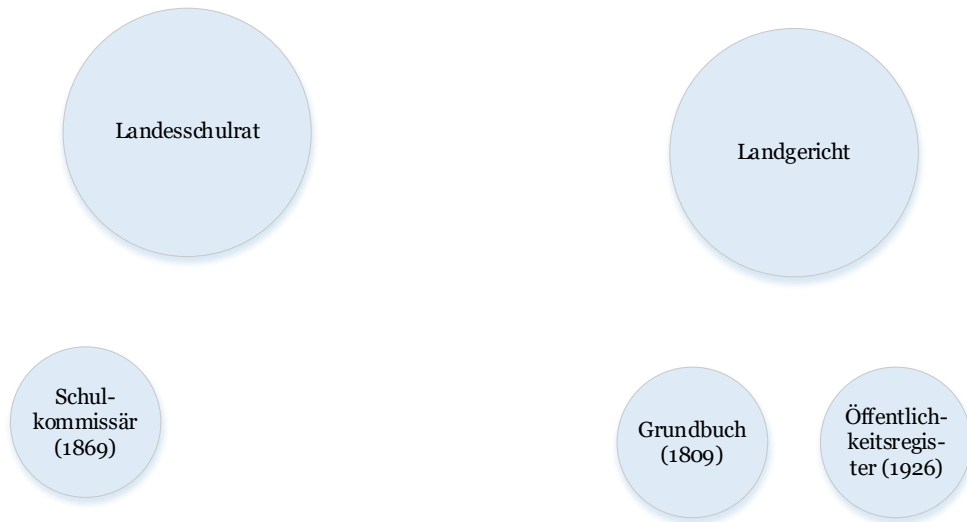 Landesschulrat
Landgericht
Schul-
kommissär
(1869)
Grundbuch
(1809)
Öffentlich-
keitsregis-
ter (1926)